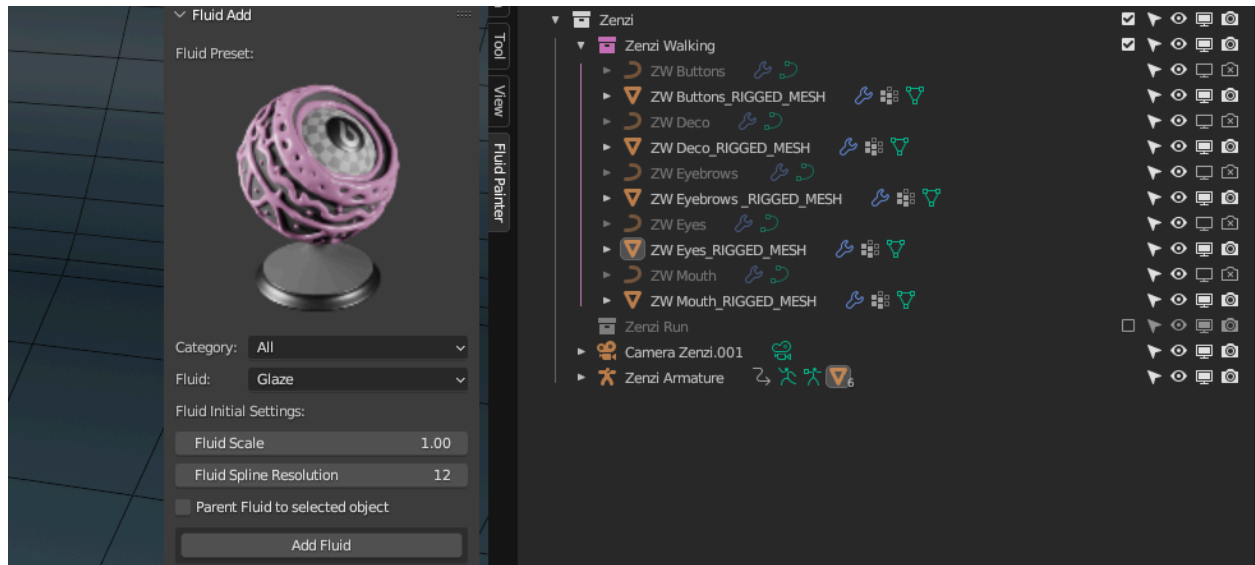 Fluid Add
Fluid Preset:
Category: All
Fluid: Glaze
Fluid Initial Settings:
Fluid Scale 1.00
Fluid Spline Resolution 12
Parent Fluid to selected object
Add Fluid
Tool
View
Fluid Painter
Zenzi
Zenzi Walking
ZW Buttons
ZW Buttons_RIGGED_MESH
ZW Deco
ZW Deco_RIGGED_MESH
ZW Eyebrows
ZW Eyebrows _RIGGED_MESH
ZW Eyes
ZW Eyes_RIGGED_MESH
ZW Mouth
ZW Mouth_RIGGED_MESH
Zenzi Run
Camera Zenzi.001
Zenzi Armature 6